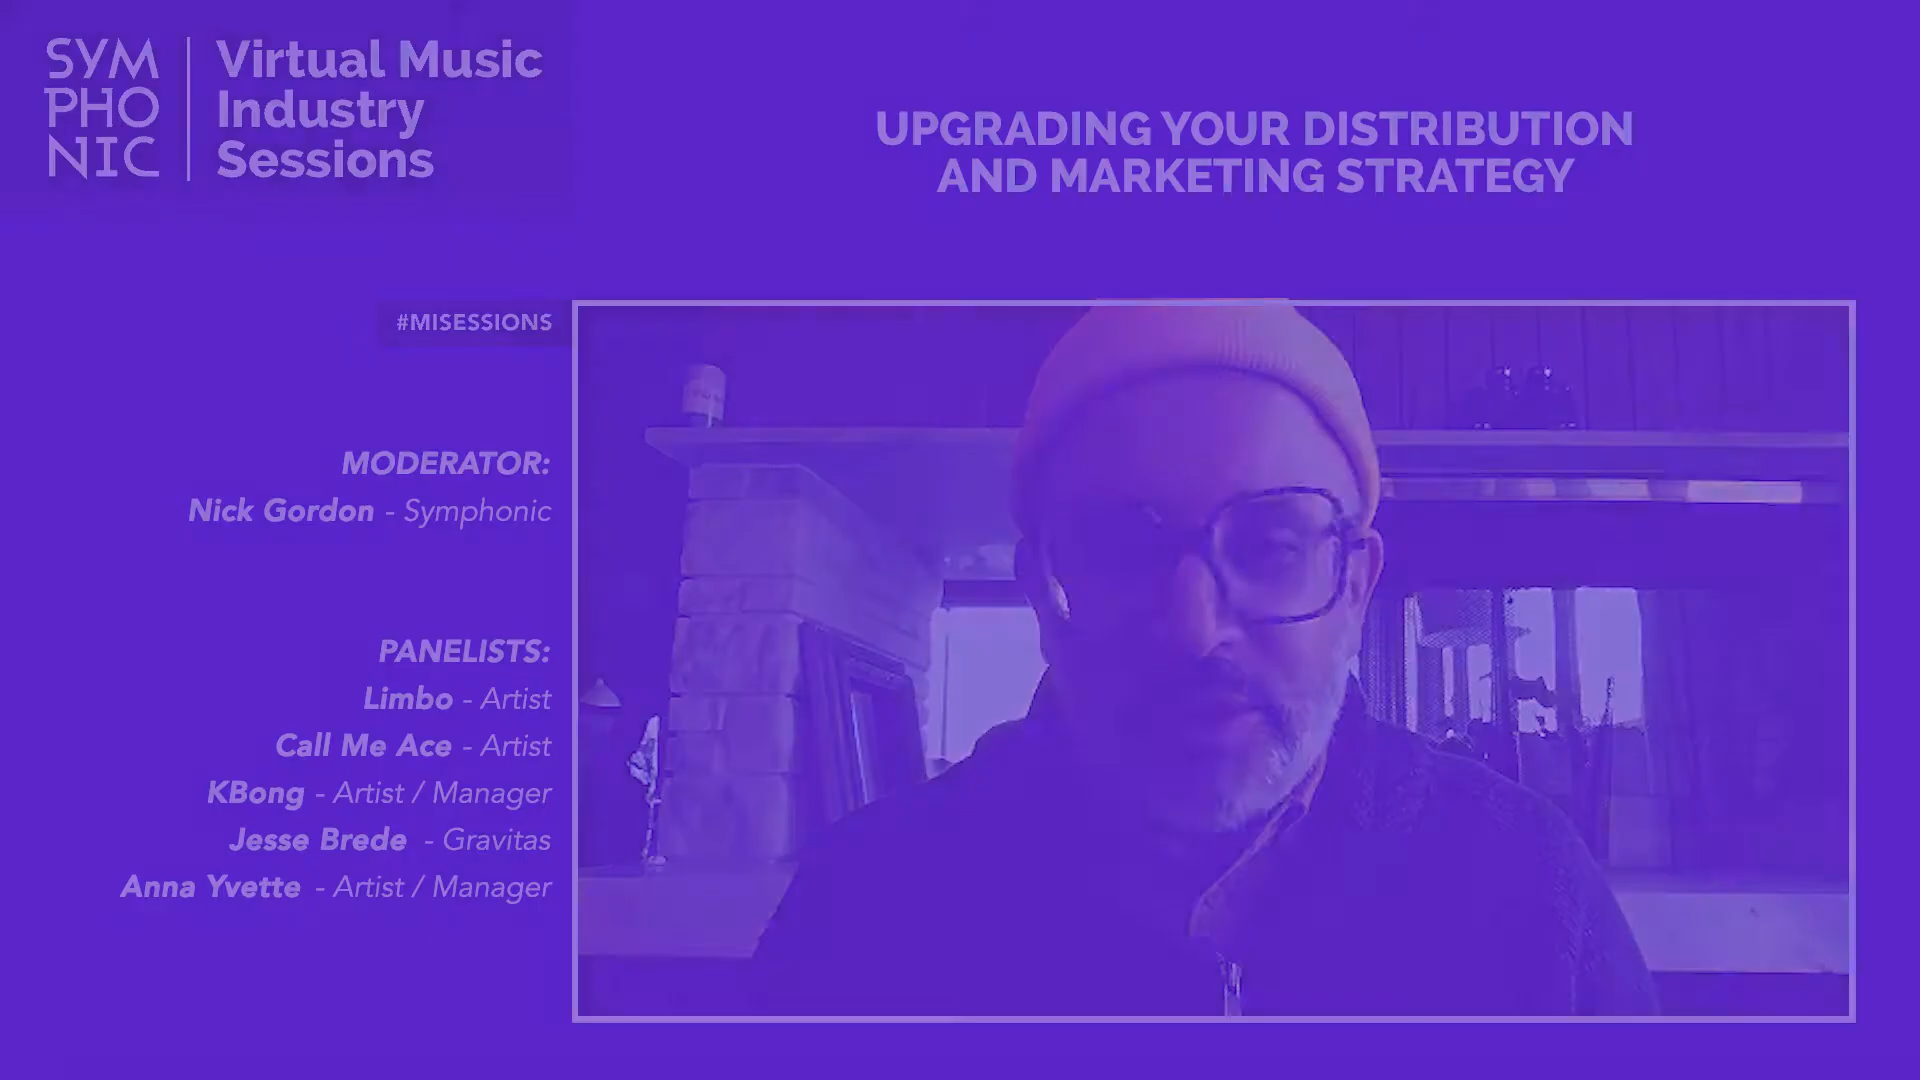 SYM
PHO
NIC
Virtual Music
Industry
Sessions
UPGRADING YOUR DISTRIBUTION
AND MARKETING STRATEGY
#MISESSIONS
MODERATOR:
Nick Gordon - Symphonic
PANELISTS:
Limbo - Artist
Call Me Ace - Artist
KBong - Artist / Manager
Jesse Brede - Gravitas
Anna Yvette - Artist / Manager